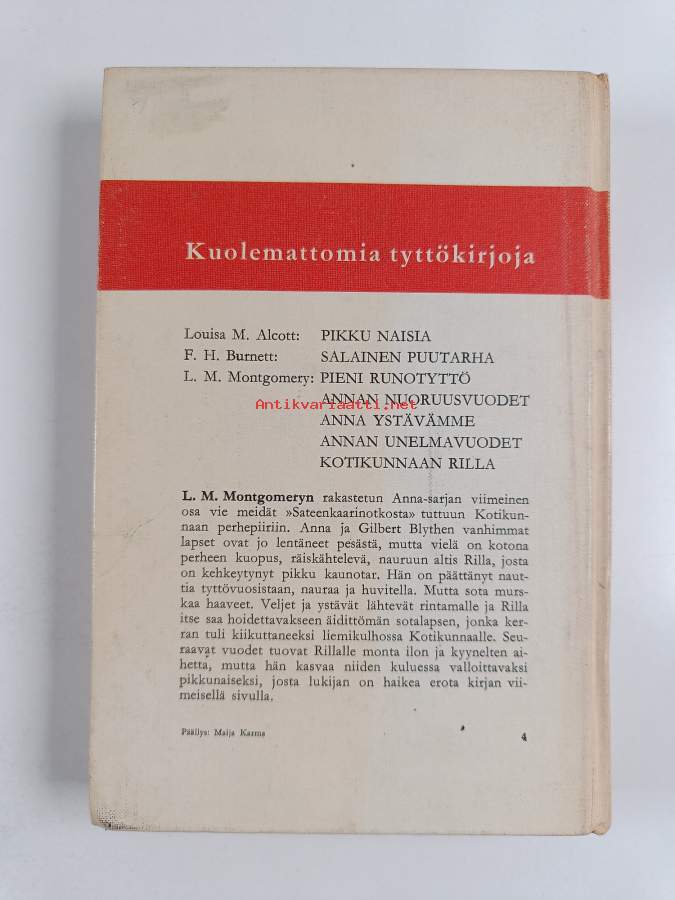 Kuolemattomia tyttökirjoja
Louisa M. Alcott: PIKKU NAISIA
F. H. Burnett: SALAINEN PUUTARHA
L. M. Montgomery: PIENI RUNOTYTTÖ
Antikvariaatti.net
ANNAN NUORUUSVUODET
ANNA YSTÄVÄMME
ANNAN UNELMAVUODET
KOTIKUNNAAN RILLA
L. M. Montgomeryn rakastetun Anna-sarjan viimeinen
osa vie meidät »Sateenkaarinotkosta» tuttuun Kotikun-
naan perhepiiriin. Anna ja Gilbert Blythen vanhimmat
lapset ovat jo lentäneet pesästä, mutta vielä on kotona
perheen kuopus, räiskähtelevä, nauruun altis Rilla, josta
on kehkeytynyt pikku kaunotar. Hän on päättänyt naut-
tia tyttövuosistaan, nauraa ja huvitella. Mutta sota murs-
kaa haaveet. Veljet ja ystävät lähtevät rintamalle ja Rilla
itse saa hoidettavakseen äidittömän sotalapsen, jonka ker-
ran tuli kiikuttaneeksi liemikulhossa Kotikunnaalle. Seu-
raavat vuodet tuovat Rillalle monta ilon ja kyynelten ai-
hetta, mutta hän kasvaa niiden kuluessa valloittavaksi
pikkunaiseksi, josta lukijan on haikea erota kirjan vii-
meisellä sivulla.
Päällys: Maija Karma
4